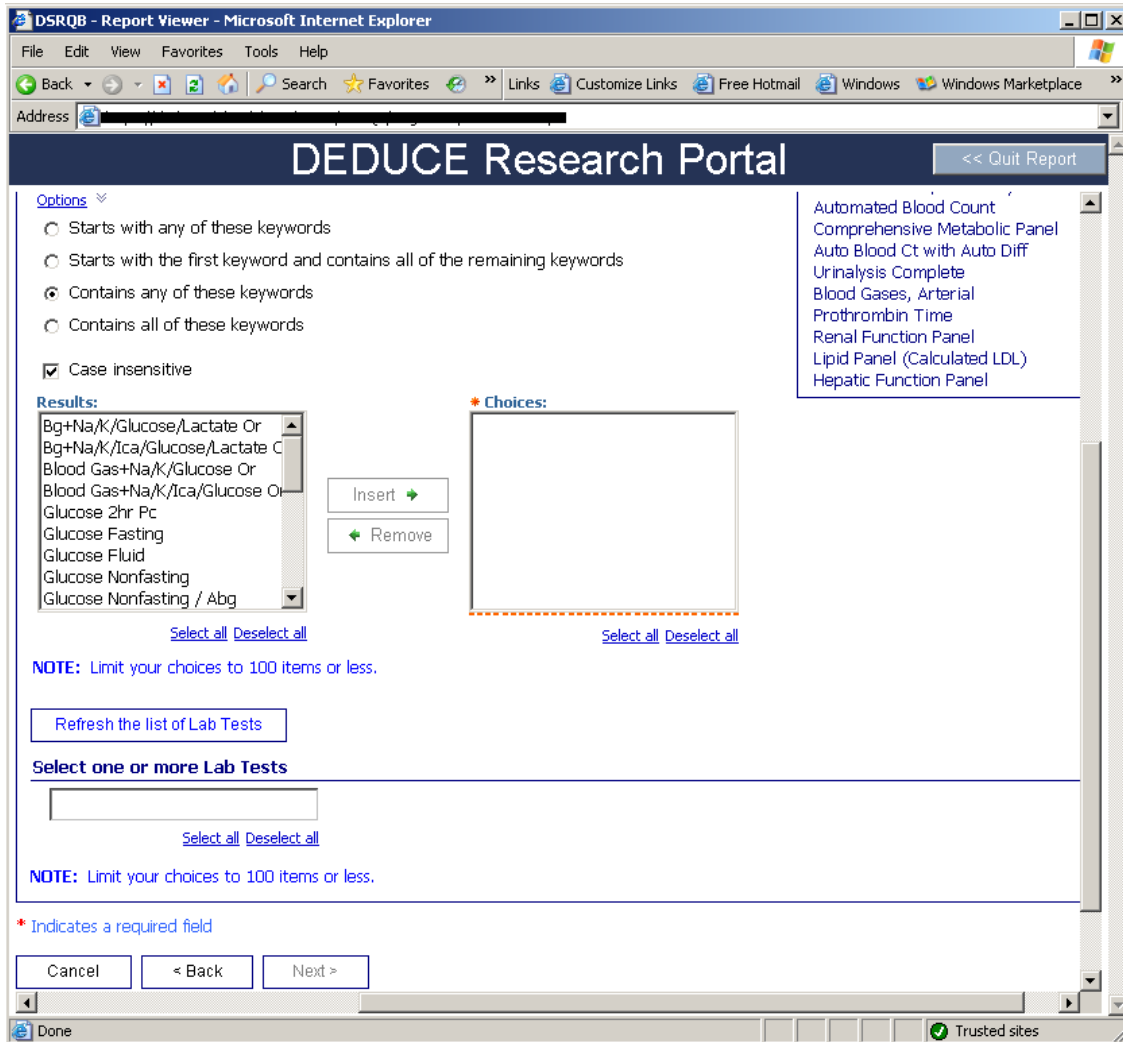 DSRQB - Report Viewer - Microsoft Internet Explorer
File Edit View Favorites Tools Help
Back Search Favorites » Links Customize Links Free Hotmail Windows Windows Marketplace »
Address
DEDUCE Research Portal
<< Quit Report
Options
Starts with any of these keywords
Starts with the first keyword and contains all of the remaining keywords
Contains any of these keywords
Contains all of these keywords
Case insensitive
Automated Blood Count
Comprehensive Metabolic Panel
Auto Blood Ct with Auto Diff
Urinalysis Complete
Blood Gases, Arterial
Prothrombin Time
Renal Function Panel
Lipid Panel (Calculated LDL)
Hepatic Function Panel
Results:
Bg+Na/K/Glucose/Lactate Or
Bg+Na/K/Ica/Glucose/Lactate
Blood Gas+Na/K/Glucose Or
Blood Gas+Na/K/Ica/Glucose
Glucose 2hr Pc
Glucose Fasting
Glucose Fluid
Glucose Nonfasting
Glucose Nonfasting / Abg
Select all Deselect all
Insert
Remove
* Choices:
Select all Deselect all
NOTE: Limit your choices to 100 items or less.
Refresh the list of Lab Tests
Select one or more Lab Tests
Select all Deselect all
NOTE: Limit your choices to 100 items or less.
* Indicates a required field
Cancel < Back Next >
Done Trusted sites